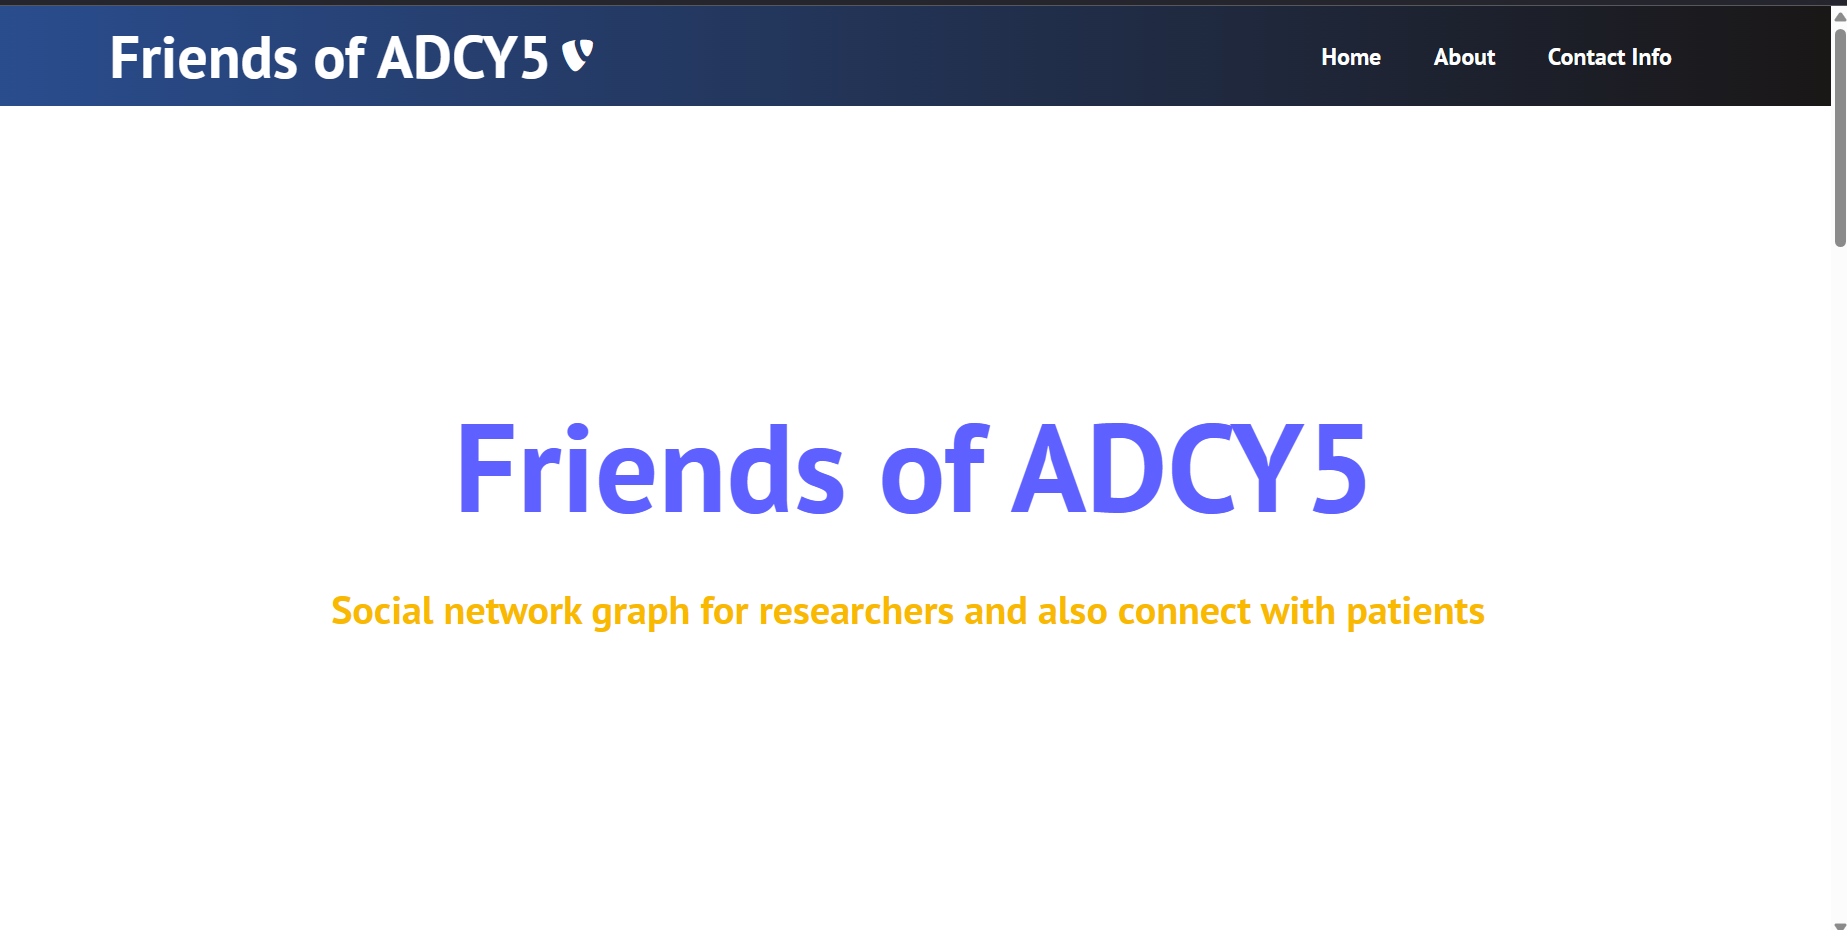 Friends of ADCY5
Home About Contact Info
Friends of ADCY5
Social network graph for researchers and also connect with patients